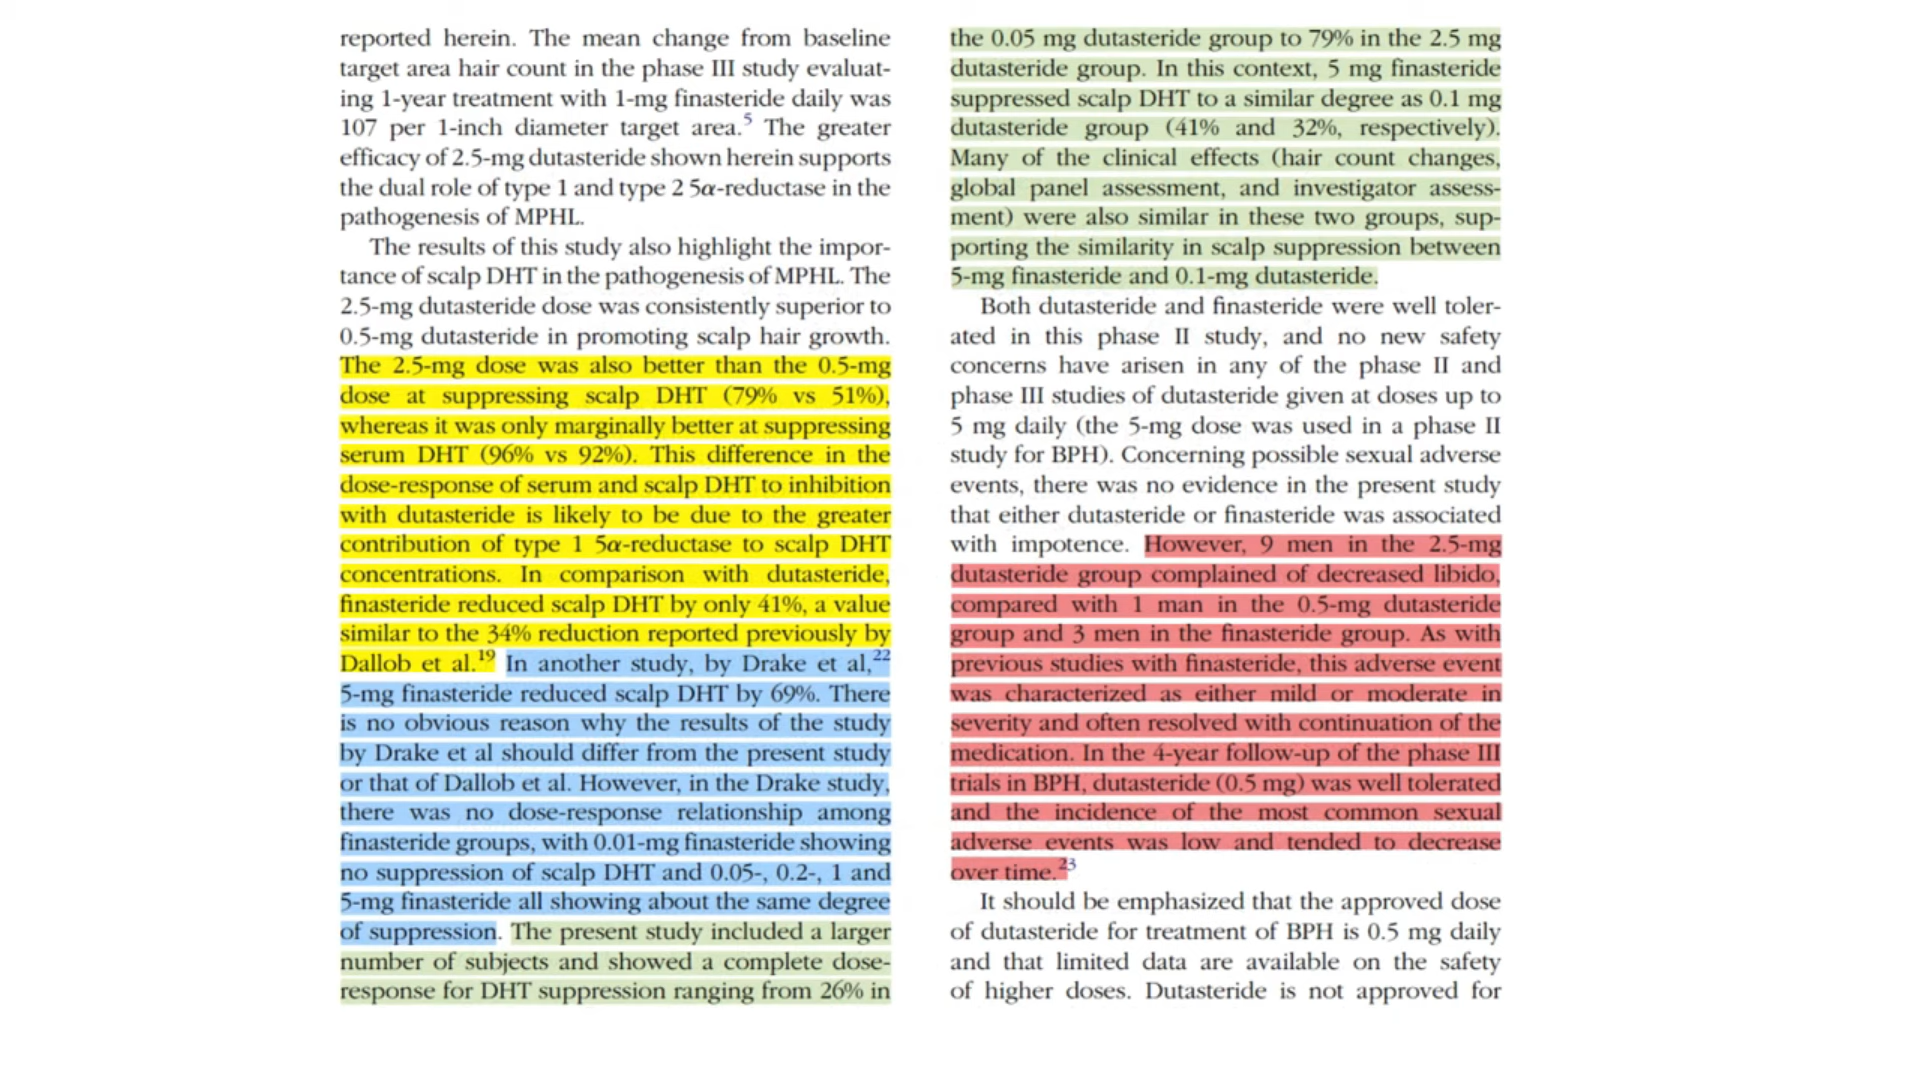 reported herein. The mean change from baseline
target area hair count in the phase III study evaluat-
ing 1-year treatment with 1-mg finasteride daily was
107 per 1-inch diameter target area.5 The greater
efficacy of 2.5-mg dutasteride shown herein supports
the dual role of type 1 and type 2 5α-reductase in the
pathogenesis of MPHL.
The results of this study also highlight the impor-
tance of scalp DHT in the pathogenesis of MPHL. The
2.5-mg dutasteride dose was consistently superior to
0.5-mg dutasteride in promoting scalp hair growth.
The 2.5-mg dose was also better than the 0.5-mg
dose at suppressing scalp DHT (79% vs 51%),
whereas it was only marginally better at suppressing
serum DHT (96% vs 92%). This difference in the
dose-response of serum and scalp DHT to inhibition
with dutasteride is likely to be due to the greater
contribution of type 1 5α-reductase to scalp DHT
concentrations. In comparison with dutasteride,
finasteride reduced scalp DHT by only 41%, a value
similar to the 34% reduction reported previously by
Dallob et al.19 In another study, by Drake et al,22
5-mg finasteride reduced scalp DHT by 69%. There
is no obvious reason why the results of the study
by Drake et al should differ from the present study
or that of Dallob et al. However, in the Drake study,
there was no dose-response relationship among
finasteride groups, with 0.01-mg finasteride showing
no suppression of scalp DHT and 0.05-, 0.2-, 1 and
5-mg finasteride all showing about the same degree
of suppression. The present study included a larger
number of subjects and showed a complete dose-
response for DHT suppression ranging from 26% in
the 0.05 mg dutasteride group to 79% in the 2.5 mg
dutasteride group. In this context, 5 mg finasteride
suppressed scalp DHT to a similar degree as 0.1 mg
dutasteride group (41% and 32%, respectively).
Many of the clinical effects (hair count changes,
global panel assessment, and investigator assess-
ment) were also similar in these two groups, sup-
porting the similarity in scalp suppression between
5-mg finasteride and 0.1-mg dutasteride.
Both dutasteride and finasteride were well toler-
ated in this phase II study, and no new safety
concerns have arisen in any of the phase II and
phase III studies of dutasteride given at doses up to
5 mg daily (the 5-mg dose was used in a phase II
study for BPH). Concerning possible sexual adverse
events, there was no evidence in the present study
that either dutasteride or finasteride was associated
with impotence. However, 9 men in the 2.5-mg
dutasteride group complained of decreased libido,
compared with 1 man in the 0.5-mg dutasteride
group and 3 men in the finasteride group. As with
previous studies with finasteride, this adverse event
was characterized as either mild or moderate in
severity and often resolved with continuation of the
medication. In the 4-year follow-up of the phase III
trials in BPH, dutasteride (0.5 mg) was well tolerated
and the incidence of the most common sexual
adverse events was low and tended to decrease
over time.23
It should be emphasized that the approved dose
of dutasteride for treatment of BPH is 0.5 mg daily
and that limited data are available on the safety
of higher doses. Dutasteride is not approved for